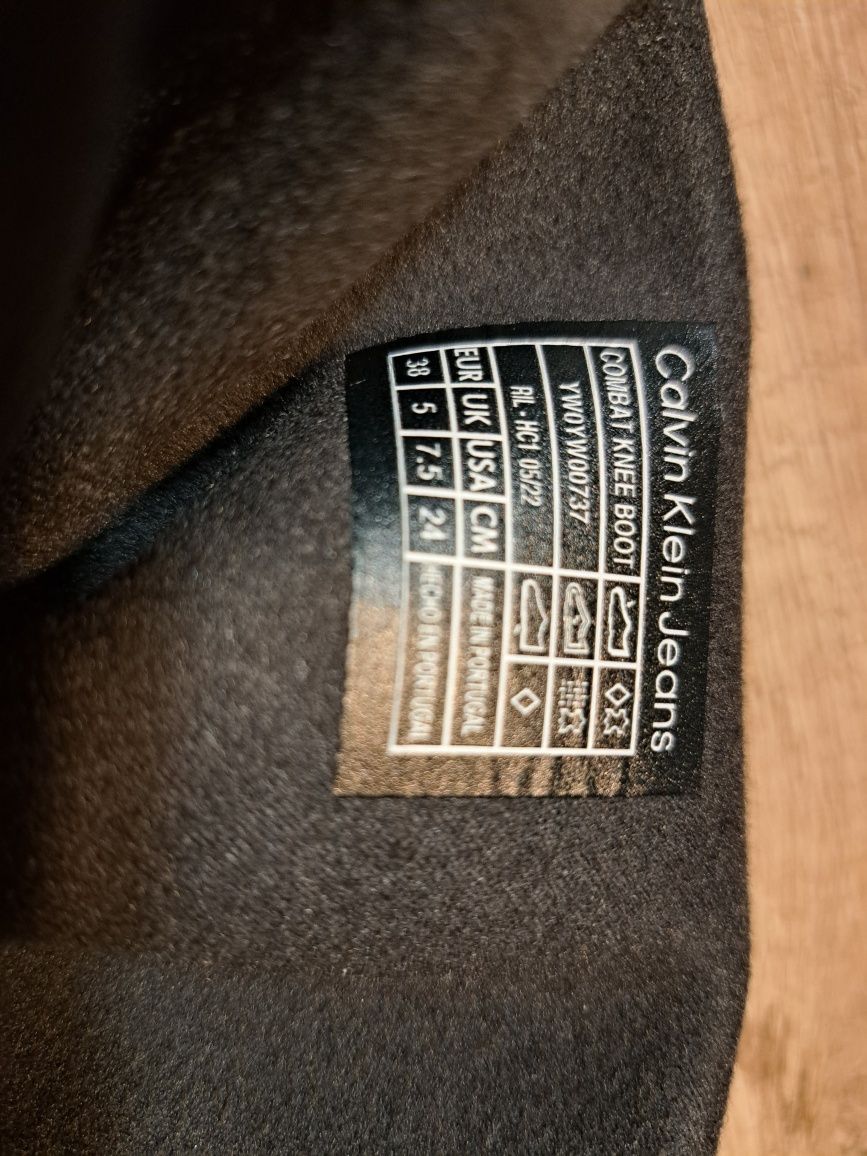 Calvin Klein Jeans
COMBAT KNEE BOOT
YW0YW00737
RIL - HC1 05/22
EUR UK USA CM
38 5 7.5 24
MADE IN PORTUGAL
HECHO EN PORTUGAL